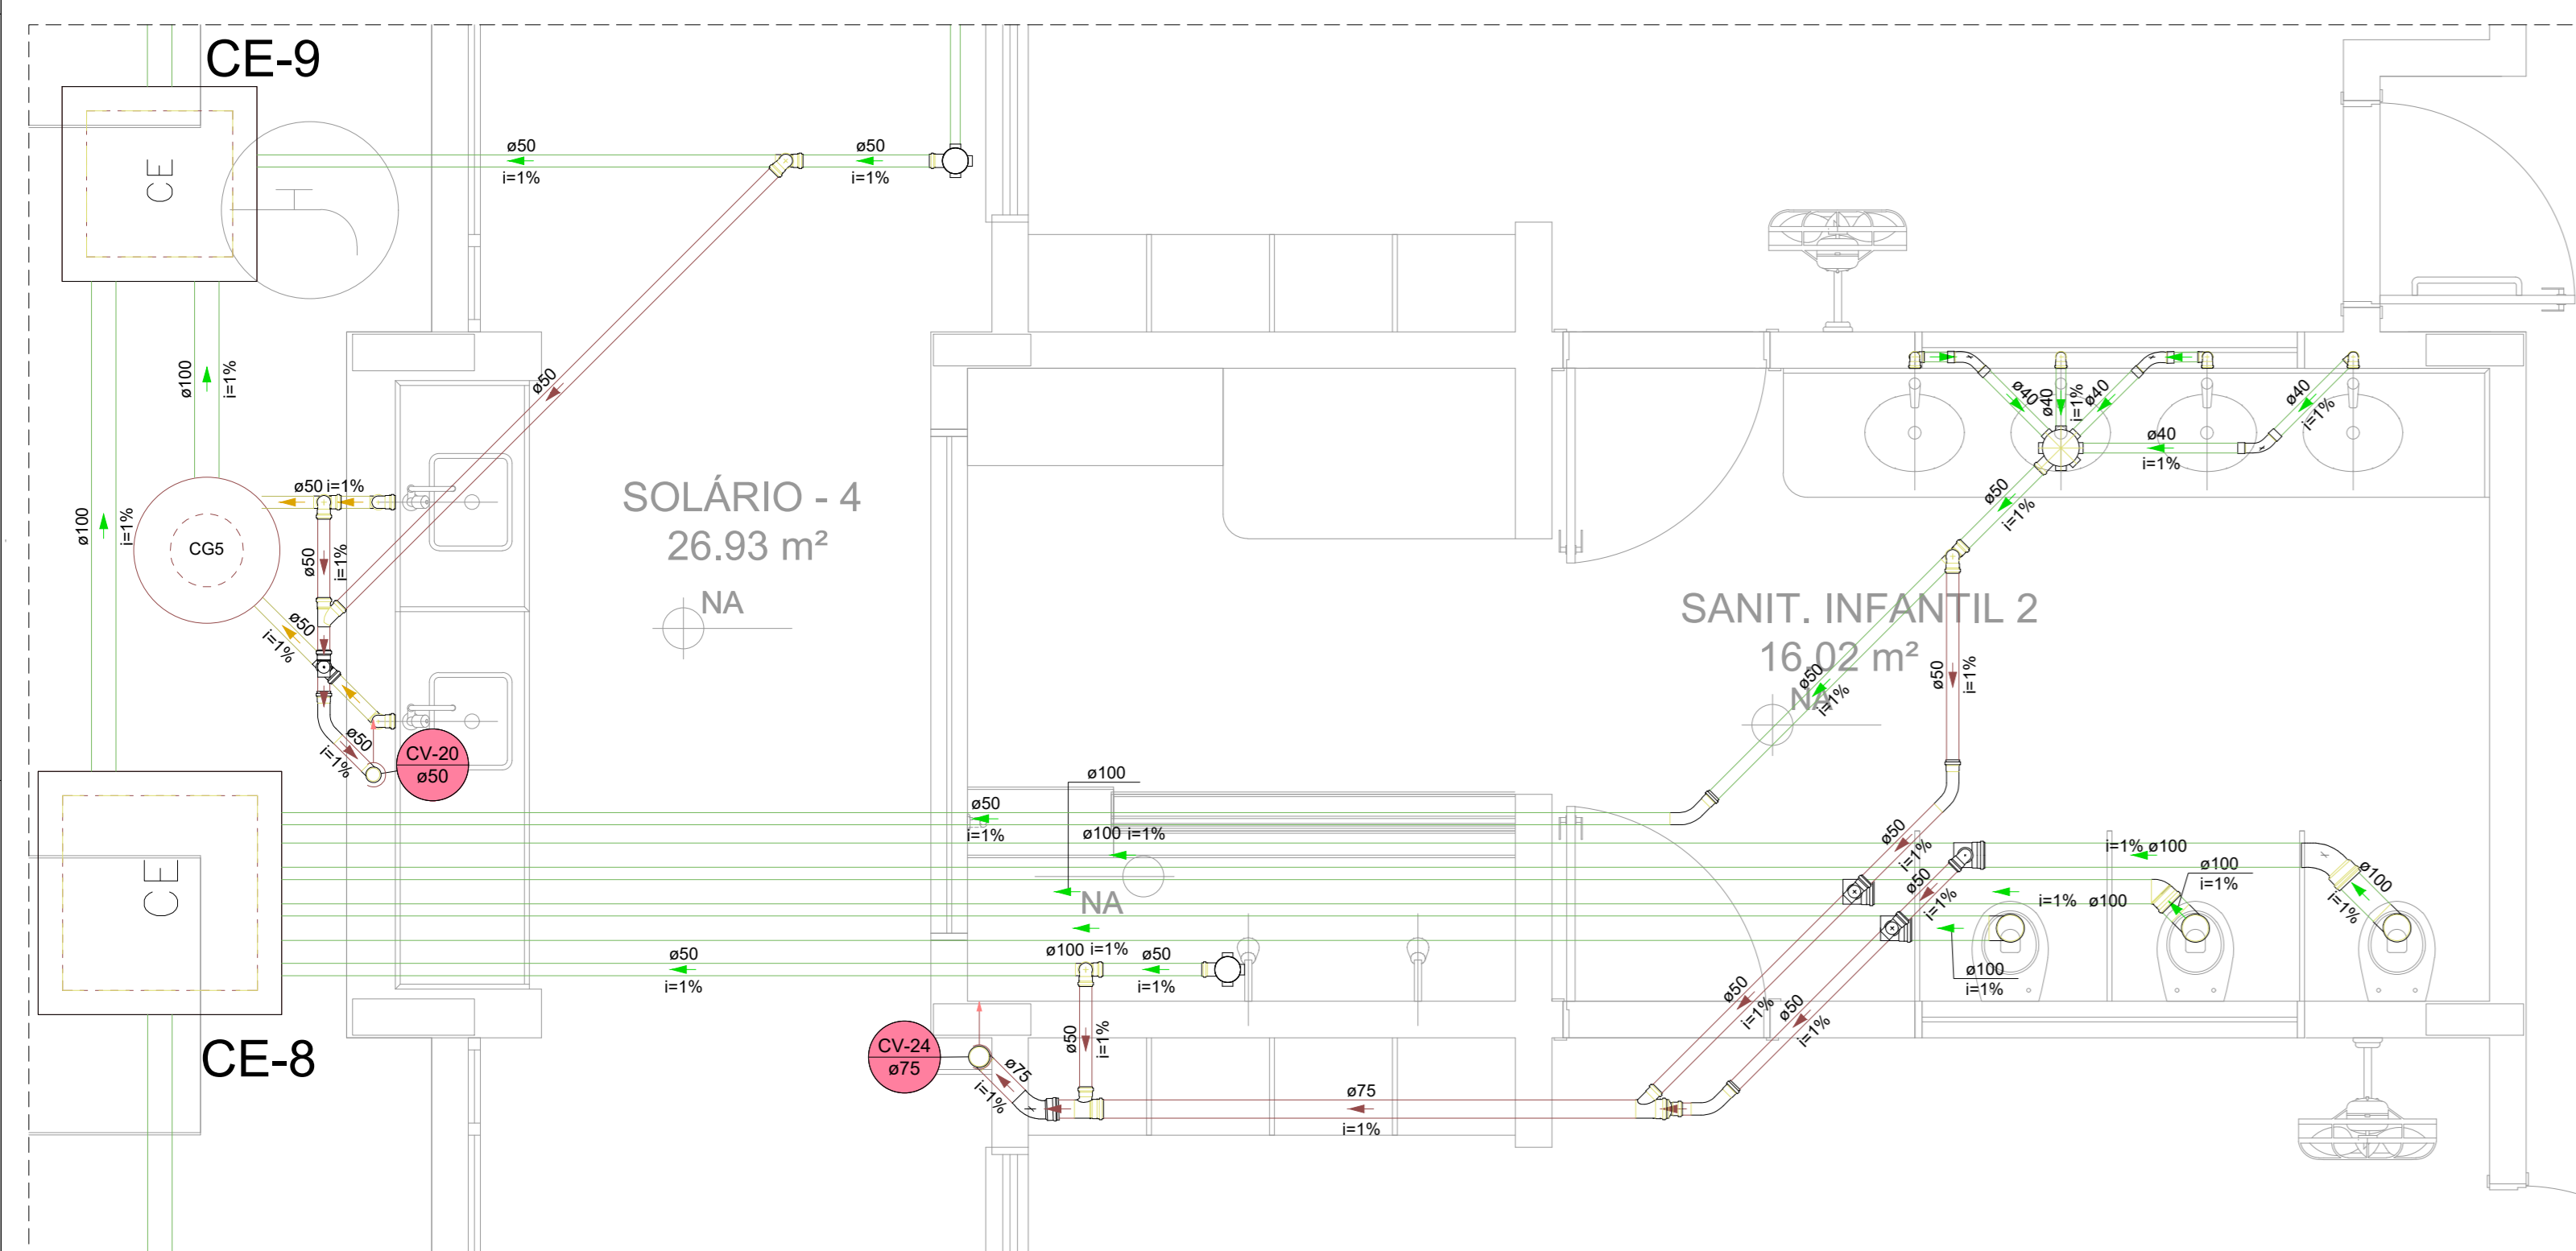 CE-9
CE
ø50
i=1%
ø50
i=1%
ø50
ø100
i=1%
ø100
i=1%
CG5
ø50 i=1%
ø50
i=1%
ø50
i=1%
ø50
i=1%
CV-20
ø50
SOLÁRIO - 4
26.93 m²
NA
ø40
ø40
i=1%
ø40
ø40
i=1%
ø40
i=1%
ø50
i=1%
SANIT. INFANTIL 2
16.02 m²
NA
ø50
i=1%
ø50
i=1%
ø100
ø50
i=1%
ø100 i=1%
NA
ø50
i=1%
ø50
i=1%
i=1% ø100
ø100
i=1%
ø100
i=1%
i=1% ø100
ø100
i=1%
CE
CE-8
ø50
i=1%
ø100 i=1%
ø50
i=1%
ø50
i=1%
CV-24
ø75
ø75
i=1%
ø75
i=1%
ø50
i=1%
ø50
i=1%